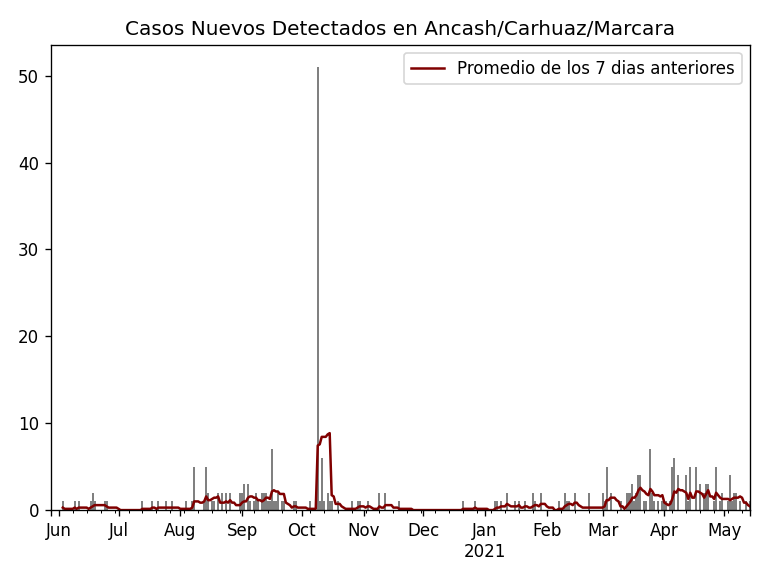 Casos Nuevos Detectados en Ancash/Carhuaz/Marcara
Promedio de los 7 dias anteriores
50
40
30
20
10
0
Jun Jul Aug Sep Oct Nov Dec Jan Feb Mar Apr May
2021